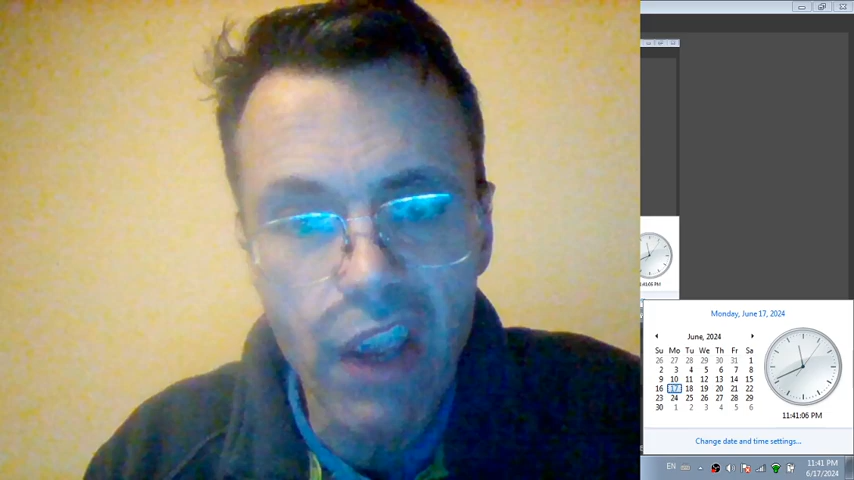 Monday, June 17, 2024
June, 2024
Su Mo Tu We Th Fr Sa
26 27 28 29 30 31 1
2 3 4 5 6 7 8
9 10 11 12 13 14 15
16 17 18 19 20 21 22
23 24 25 26 27 28 29
30 1 2 3 4 5 6
11:41:06 PM
Change date and time settings...
EN
11:41 PM
6/17/2024